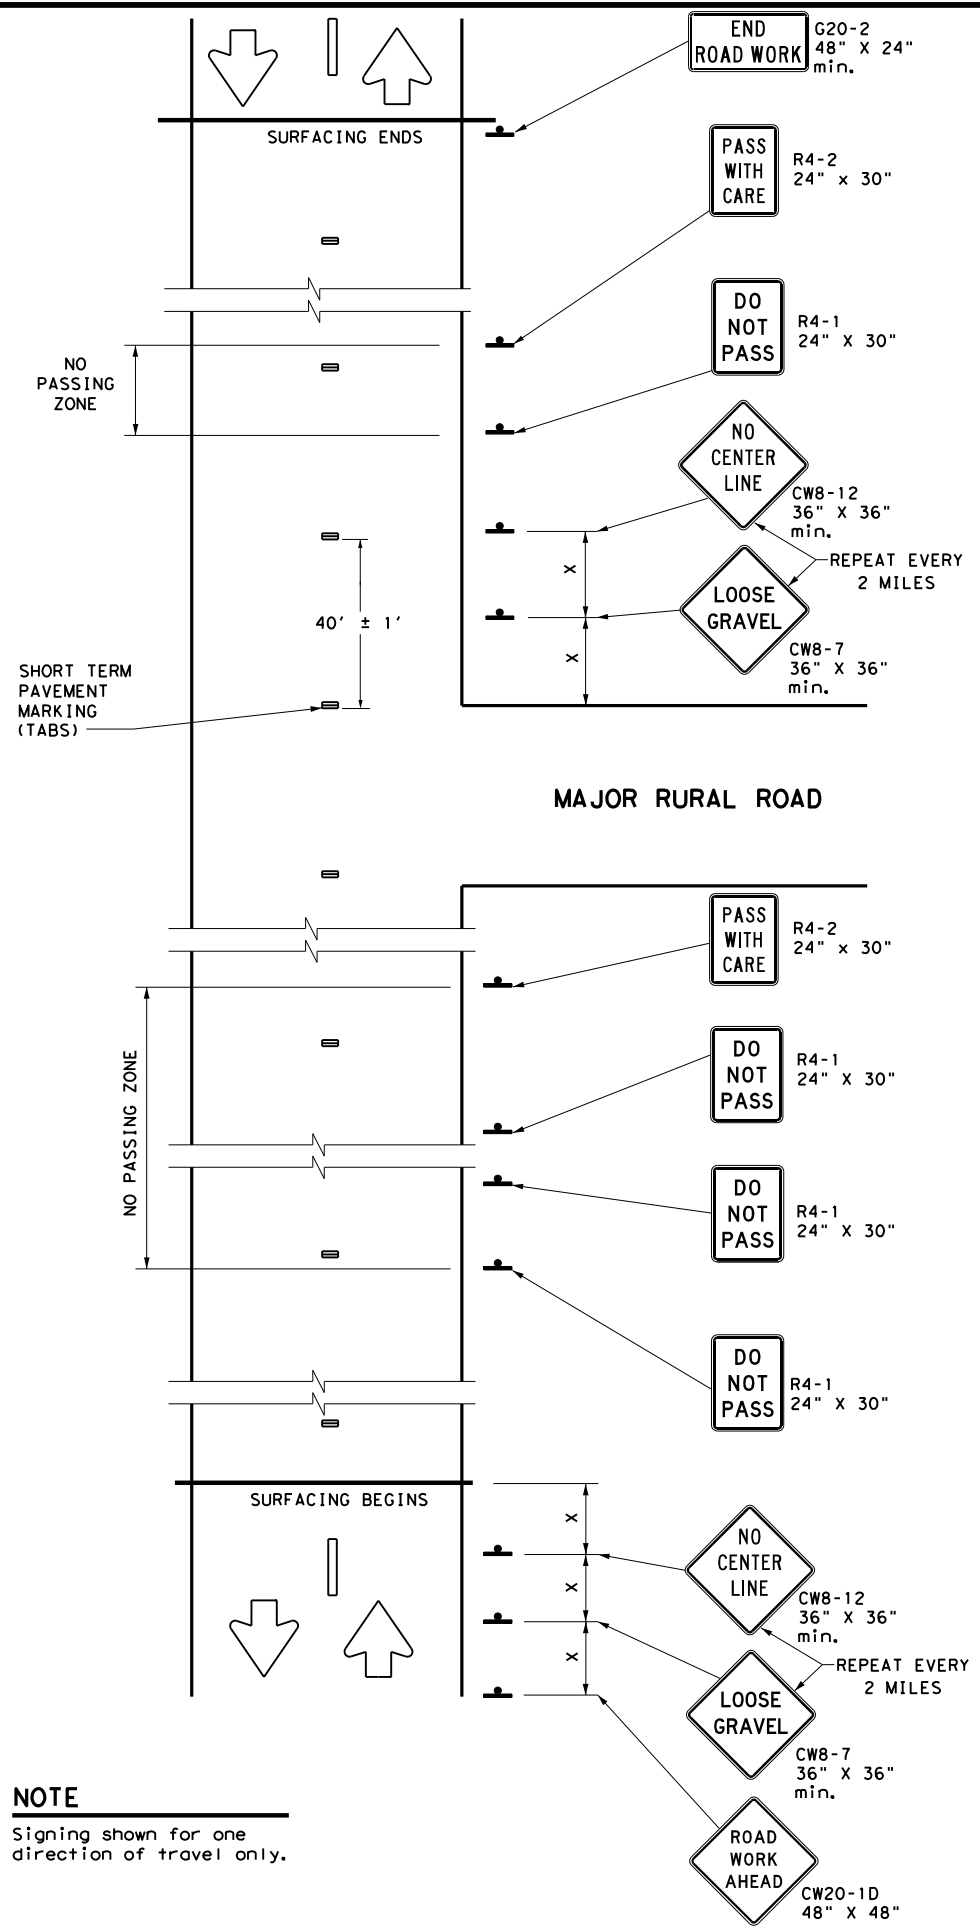 END
ROAD WORK
G20-2
48" X 24"
min.
SURFACING ENDS
PASS
WITH
CARE
R4-2
24" x 30"
DO
NOT
PASS
R4-1
24" X 30"
NO
PASSING
ZONE
NO
CENTER
LINE
CW8-12
36" X 36"
min.
REPEAT EVERY
2 MILES
X
LOOSE
GRAVEL
CW8-7
36" X 36"
min.
X
40' ± 1'
SHORT TERM
PAVEMENT
MARKING
(TABS)
MAJOR RURAL ROAD
PASS
WITH
CARE
R4-2
24" x 30"
DO
NOT
PASS
R4-1
24" X 30"
NO PASSING ZONE
DO
NOT
PASS
R4-1
24" X 30"
DO
NOT
PASS
R4-1
24" X 30"
SURFACING BEGINS
X
NO
CENTER
LINE
CW8-12
36" X 36"
min.
X
REPEAT EVERY
2 MILES
X
LOOSE
GRAVEL
CW8-7
36" X 36"
min.
ROAD
WORK
AHEAD
CW20-1D
48" X 48"
NOTE
Signing shown for one
direction of travel only.